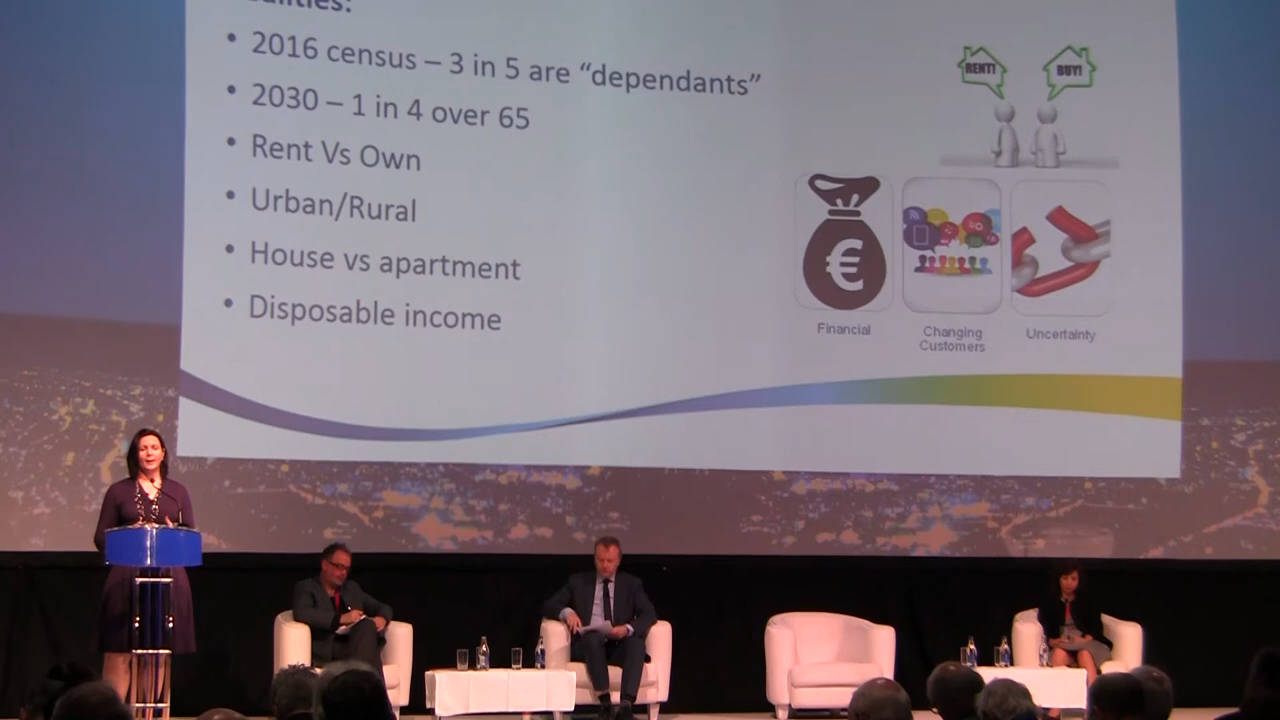 • 2016 census – 3 in 5 are “dependants”
• 2030 – 1 in 4 over 65
• Rent Vs Own
• Urban/Rural
• House vs apartment
• Disposable income
RENT!
BUY!
€
Financial
Changing
Customers
Uncertainty